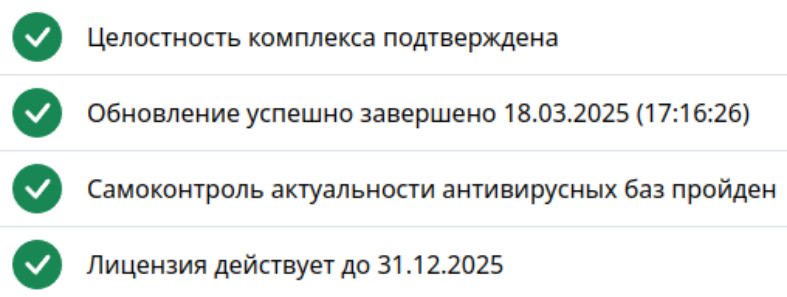 Целостность комплекса подтверждена
Обновление успешно завершено 18.03.2025 (17:16:26)
Самоконтроль актуальности антивирусных баз пройден
Лицензия действует до 31.12.2025